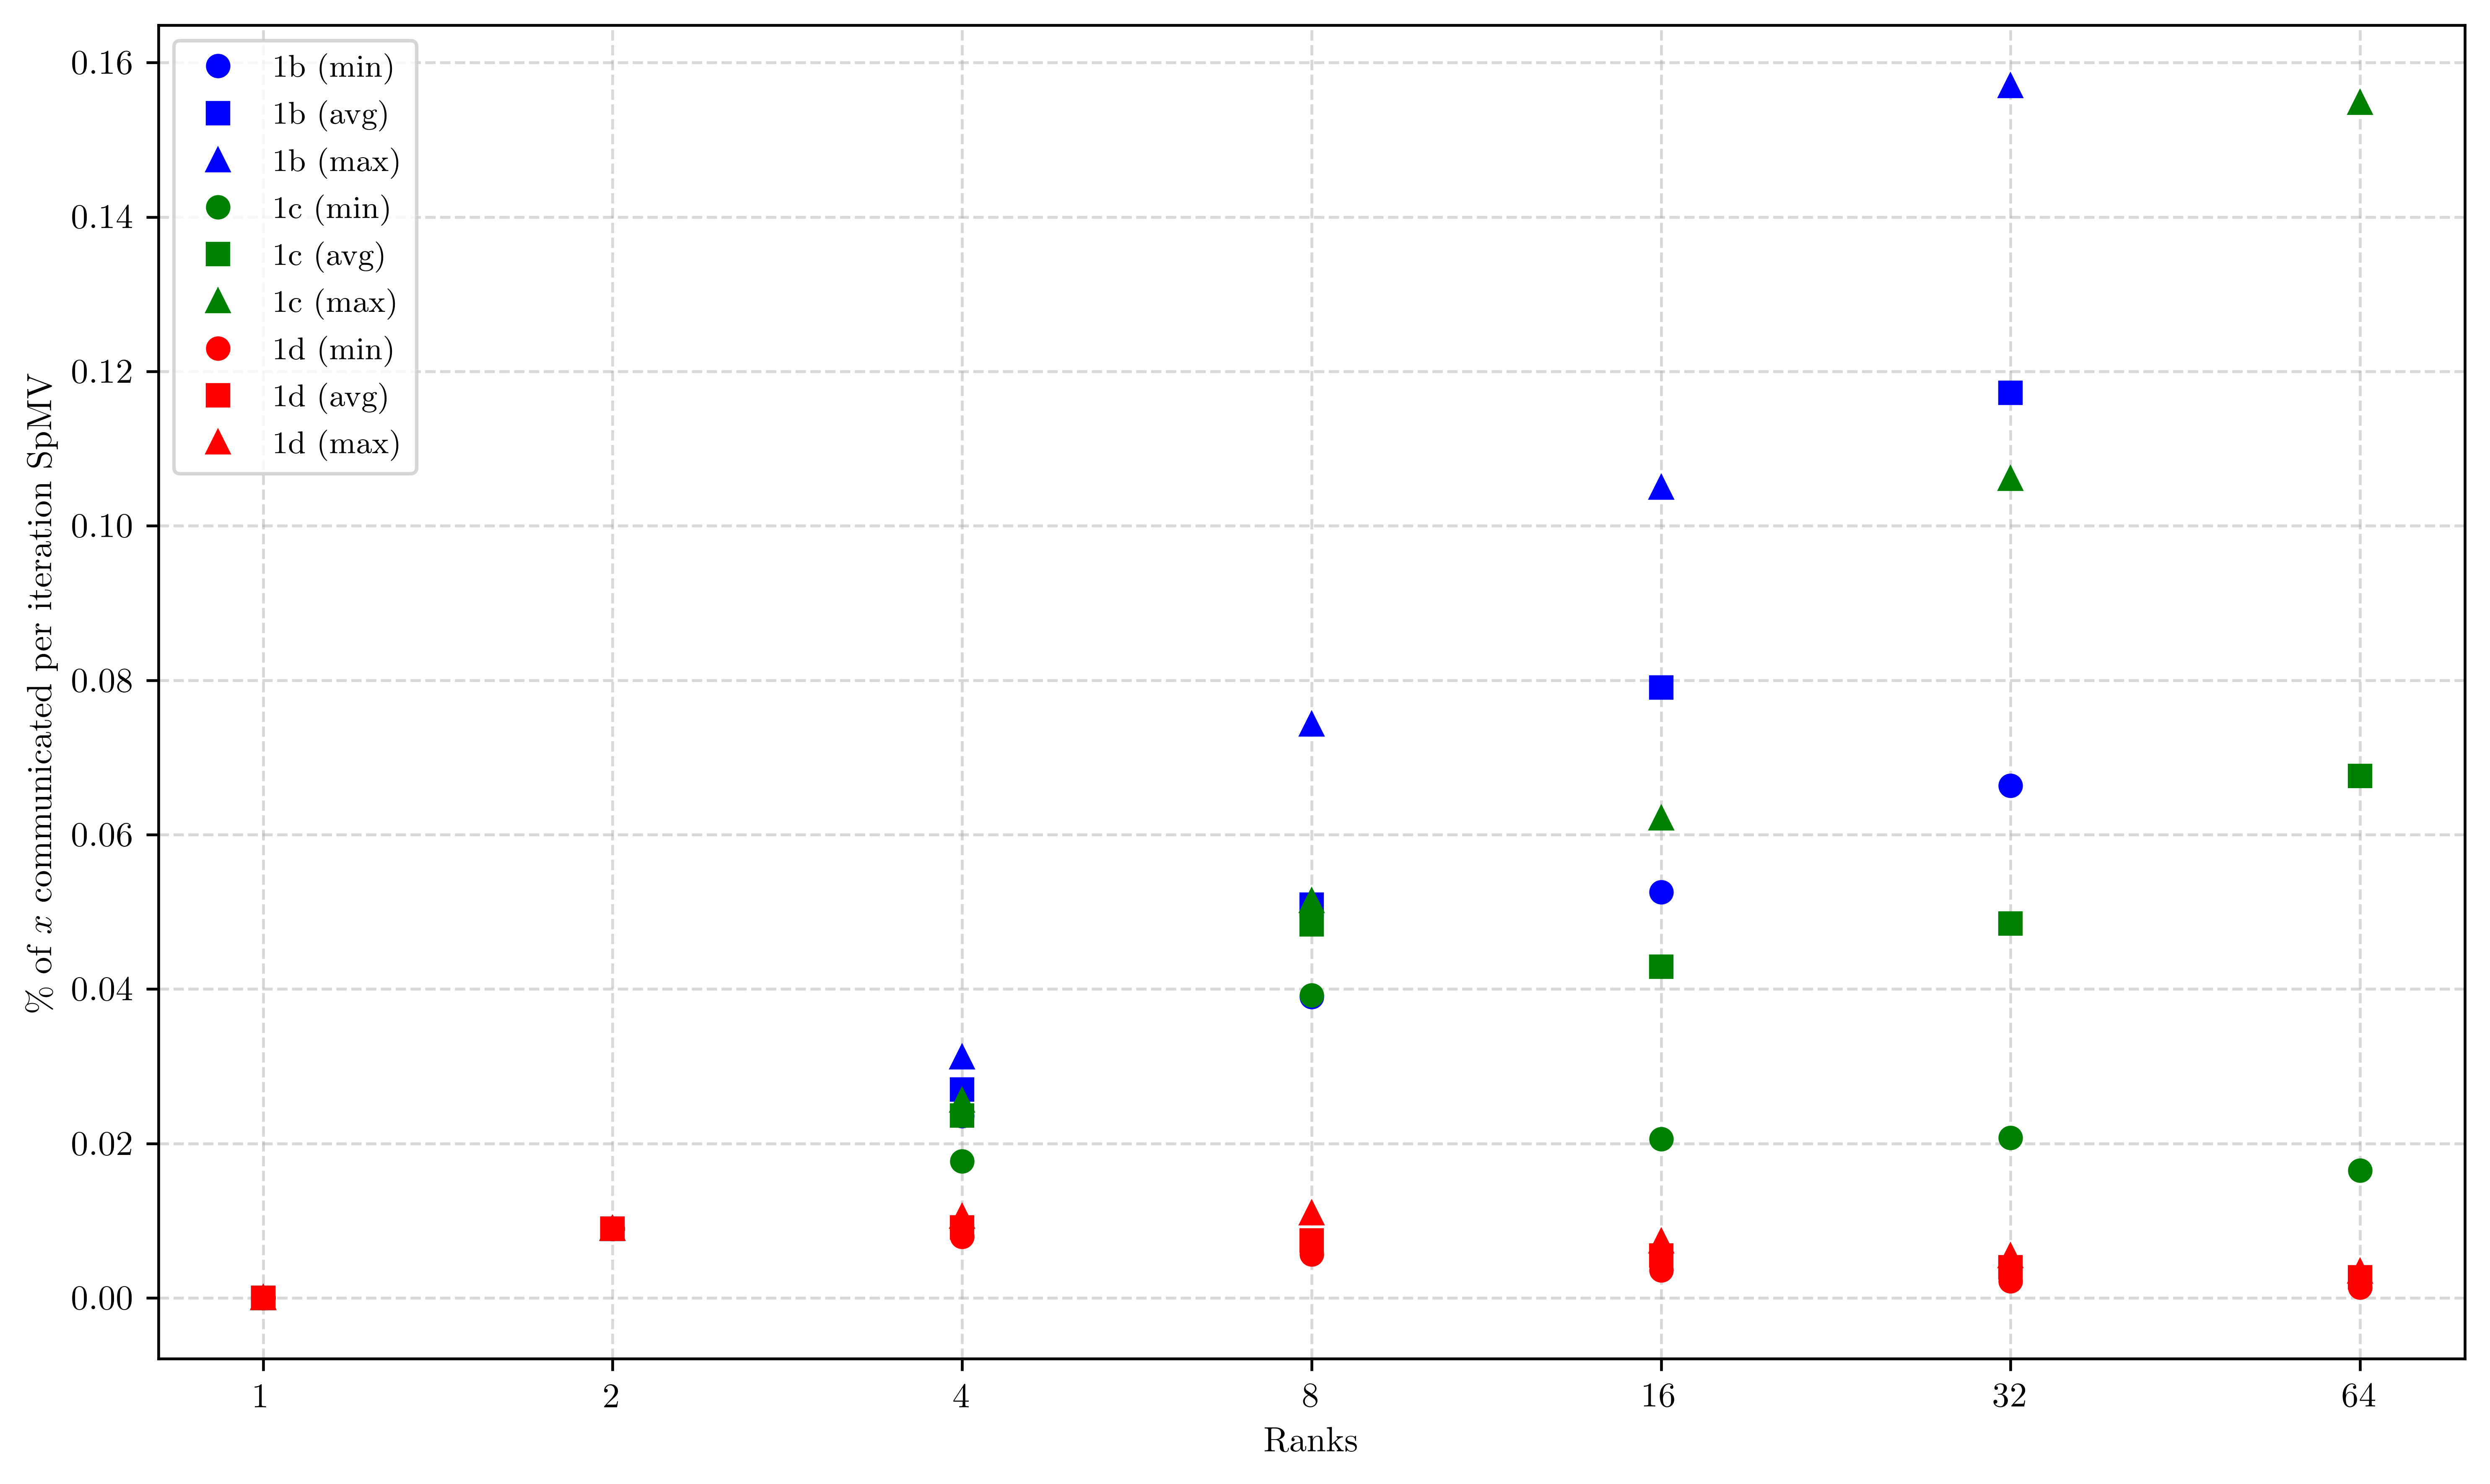 0.16
0.14
0.12
0.10
0.08
0.06
0.04
0.02
0.00
% of x communicated per iteration SpMV
1b (min)
1b (avg)
1b (max)
1c (min)
1c (avg)
1c (max)
1d (min)
1d (avg)
1d (max)
1 2 4 8 16 32 64
Ranks